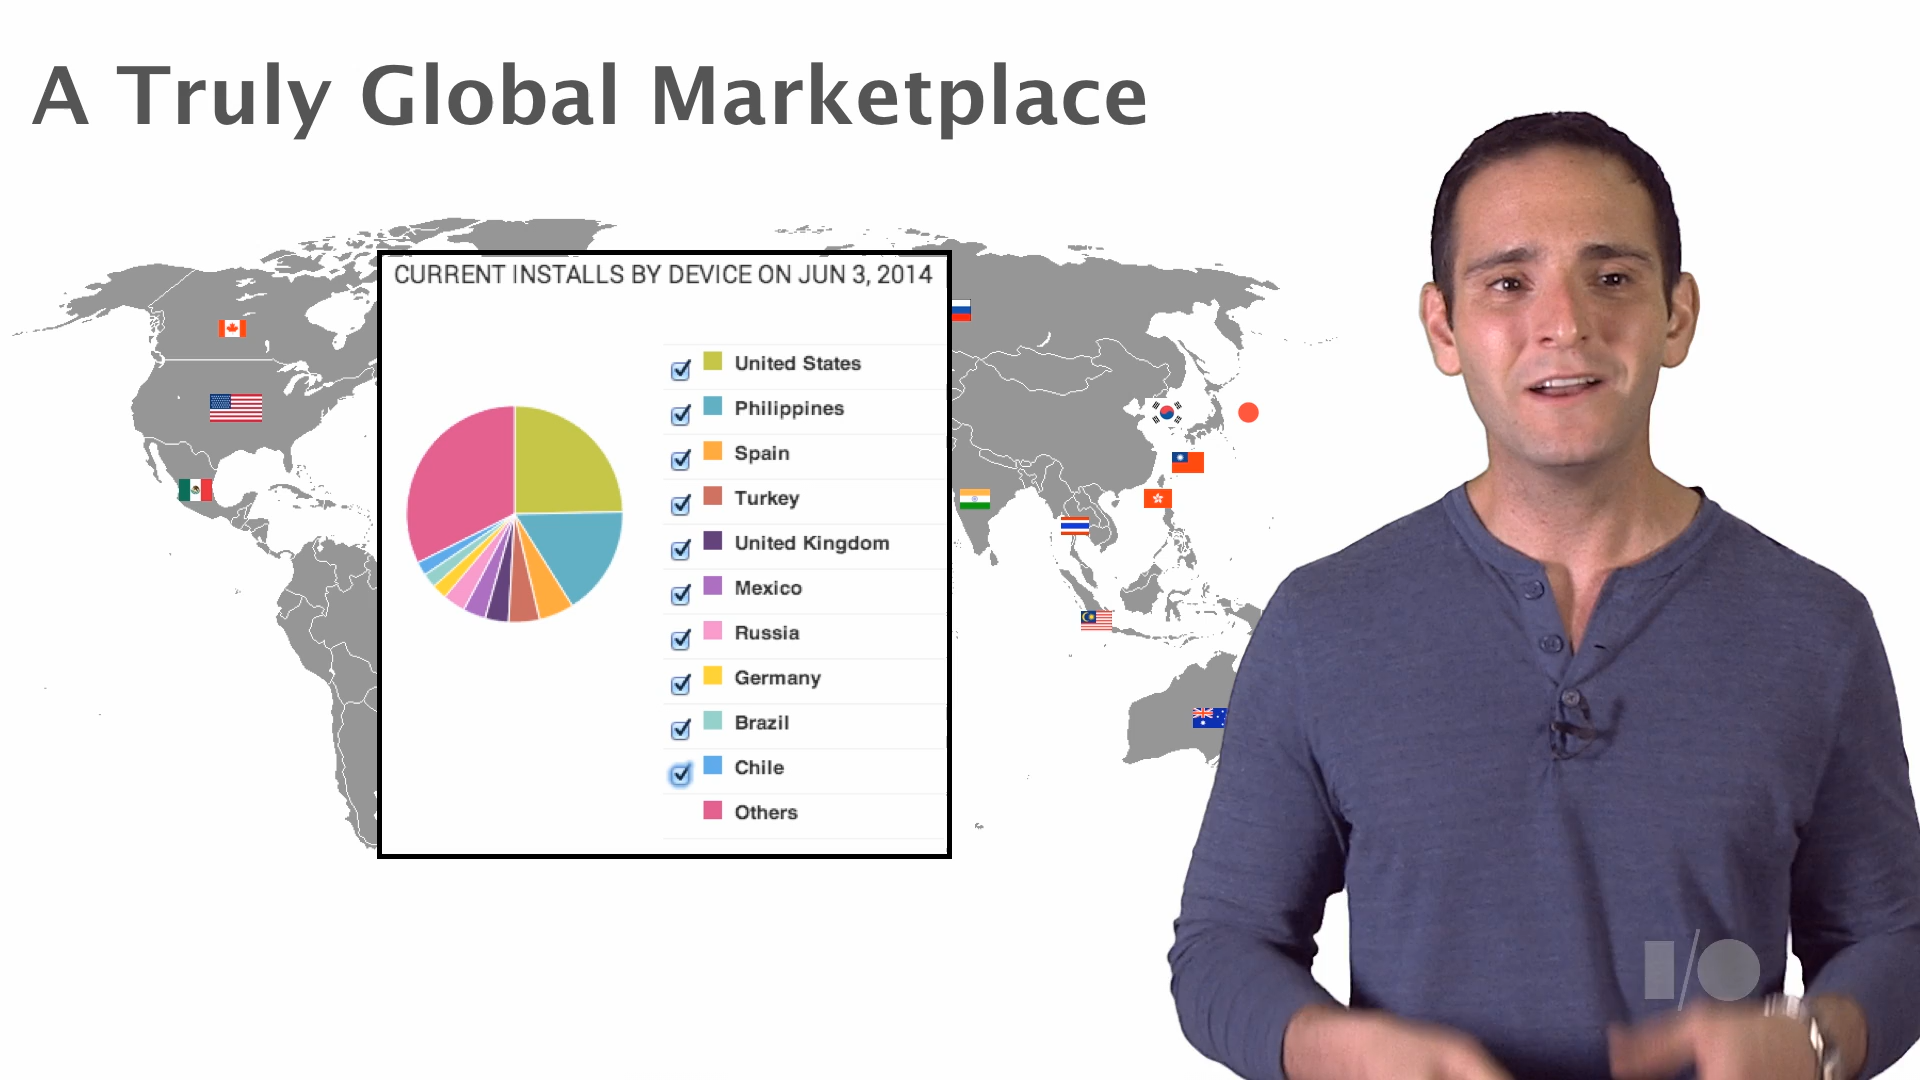 A Truly Global Marketplace
CURRENT INSTALLS BY DEVICE ON JUN 3, 2014
United States
Philippines
Spain
Turkey
United Kingdom
Mexico
Russia
Germany
Brazil
Chile
Others
I/O